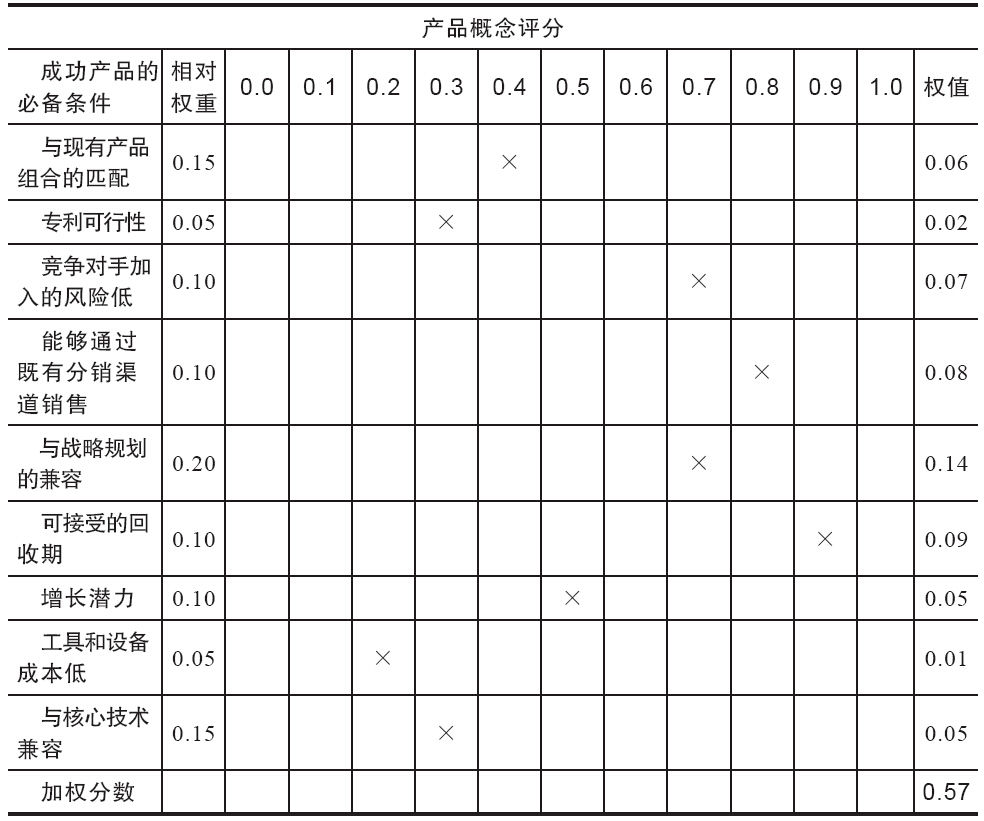 产品概念评分
成功产品的必备条件 相对权重 0.0 0.1 0.2 0.3 0.4 0.5 0.6 0.7 0.8 0.9 1.0 权值
与现有产品组合的匹配 0.15 × 0.06
专利可行性 0.05 × 0.02
竞争对手加入的风险低 0.10 × 0.07
能够通过既有分销渠道销售 0.10 × 0.08
与战略规划的兼容 0.20 × 0.14
可接受的回收期 0.10 × 0.09
增长潜力 0.10 × 0.05
工具和设备成本低 0.05 × 0.01
与核心技术兼容 0.15 × 0.05
加权分数 0.57